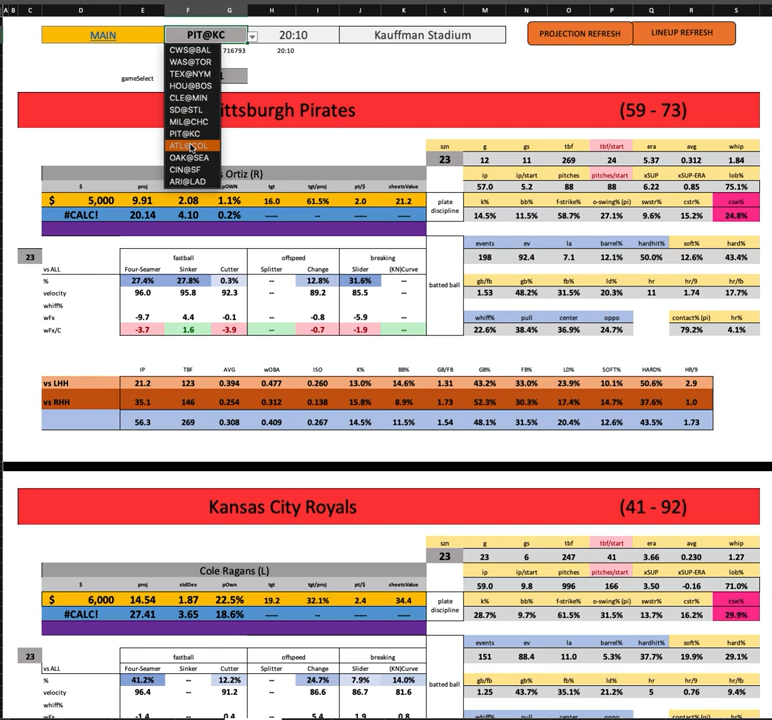 A B C D E F G H I J K L M N O P Q R S
MAIN PIT@KC 20:10 Kauffman Stadium PROJECTION REFRESH LINEUP REFRESH
CWS@BAL 716793 20:10
WAS@TOR
TEX@NYM
gameSelect
HOU@BOS
CLE@MIN
SD@STL
MIL@CHC
PIT@KC
ATL@COL
OAK@SEA
CIN@SF
ARI@LAD
ittsburgh Pirates (59 - 73)
szn g gs tbf tbf/start era avg whip
23 12 11 269 24 5.37 0.312 1.84
Ortiz (R)
ip ip/start pitches pitches/start xSUP xSUP-ERA lob%
57.0 5.2 88 88 6.22 0.85 75.1%
$ proj pOWN tgt tgt/proj pt/$ sheetsValue
$ 5,000 9.91 2.08 1.1% 16.0 61.5% 2.0 21.2
#CALC! 20.14 4.10 0.2% -- -- -- --
plate discipline
k% bb% f-strike% o-swing% (pi) swstr% cstr% csw%
14.5% 11.5% 58.7% 27.1% 9.6% 15.2% 24.8%
events ev la barrel% hardhit% soft% hard%
198 92.4 7.1 12.1% 50.0% 12.6% 43.4%
23 fastball offspeed breaking
vs ALL Four-Seamer Sinker Cutter Splitter Change Slider (KN)Curve
% 27.4% 27.8% 0.3% -- 12.8% 31.6% --
velocity 96.0 95.8 92.3 -- 89.2 85.5 --
whiff%
wFx -9.7 4.4 -0.1 -- -0.8 -5.9 --
wFx/C -3.7 1.6 -3.9 -- -0.7 -1.9 --
batted ball
gb/fb gb% fb% ld% hr hr/9 hr/fb
1.53 48.2% 31.5% 20.3% 11 1.74 17.7%
whiff% pull center oppo contact% (pi) hr%
22.6% 38.4% 36.9% 24.7% 79.2% 4.1%
IP TBF AVG wOBA ISO K% BB% GB/FB GB% FB% LD% SOFT% HARD% HR/9
vs LHH 21.2 123 0.394 0.477 0.260 13.0% 14.6% 1.31 43.2% 33.0% 23.9% 10.1% 50.6% 2.9
vs RHH 35.1 146 0.254 0.312 0.138 15.8% 8.9% 1.73 52.3% 30.3% 17.4% 14.7% 37.6% 1.0
56.3 269 0.308 0.409 0.267 14.5% 11.5% 1.54 48.1% 31.5% 20.4% 12.6% 43.5% 1.73
Kansas City Royals (41 - 92)
szn g gs tbf tbf/start era avg whip
23 23 6 247 41 3.66 0.230 1.27
Cole Ragans (L)
ip ip/start pitches pitches/start xSUP xSUP-ERA lob%
59.0 9.8 996 166 3.50 -0.16 71.0%
$ proj stdDev pOwn tgt tgt/proj pt/$ sheetsValue
$ 6,000 14.54 1.87 22.5% 19.2 32.1% 2.4 34.4
#CALC! 27.41 3.65 18.6% -- -- -- --
plate discipline
k% bb% f-strike% o-swing% (pi) swstr% cstr% csw%
28.7% 9.7% 61.5% 31.5% 13.7% 16.2% 29.9%
events ev la barrel% hardhit% soft% hard%
151 88.4 11.0 5.3% 37.7% 19.9% 29.1%
23 fastball offspeed breaking
vs ALL Four-Seamer Sinker Cutter Splitter Change Slider (KN)Curve
% 41.2% -- 12.2% -- 24.7% 7.9% 14.0%
velocity 96.4 -- 91.2 -- 86.6 86.7 81.6
whiff%
batted ball
gb/fb gb% fb% ld% hr hr/9 hr/fb
1.25 43.7% 35.1% 21.2% 5 0.76 9.4%
whiff% pull center oppo contact% (pi) hr%